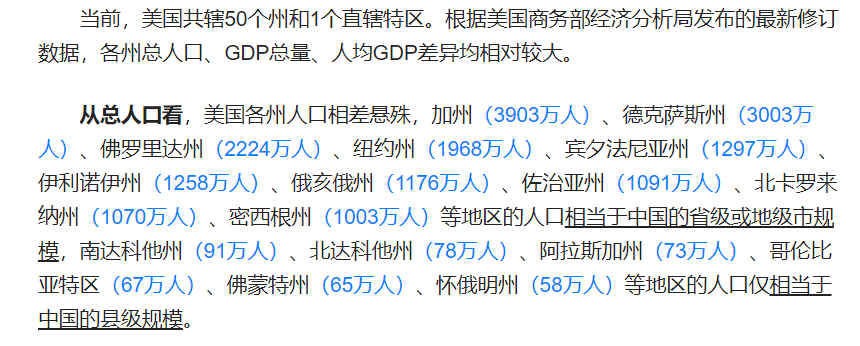 当前，美国共辖50个州和1个直辖特区。根据美国商务部经济分析局发布的最新修订
数据，各州总人口、GDP总量、人均GDP差异均相对较大。
从总人口看，美国各州人口相差悬殊，加州（3903万人）、德克萨斯州（3003万
人）、佛罗里达州（2224万人）、纽约州（1968万人）、宾夕法尼亚州（1297万人）、
伊利诺伊州（1258万人）、俄亥俄州（1176万人）、佐治亚州（1091万人）、北卡罗来
纳州（1070万人）、密西根州（1003万人）等地区的人口相当于中国的省级或地级市规
模，南达科他州（91万人）、北达科他州（78万人）、阿拉斯加州（73万人）、哥伦比
亚特区（67万人）、佛蒙特州（65万人）、怀俄明州（58万人）等地区的人口仅相当于
中国的县级规模。